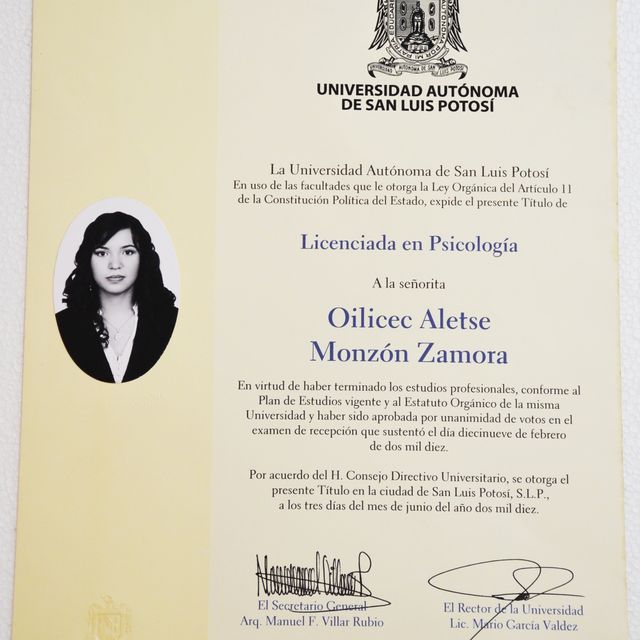 UNIVERSIDAD AUTÓNOMA DE SAN LUIS POTOSÍ
UNIVERSIDAD AUTÓNOMA
DE SAN LUIS POTOSÍ
La Universidad Autónoma de San Luis Potosí
En uso de las facultades que le otorga la Ley Orgánica del Artículo 11
de la Constitución Política del Estado, expide el presente Título de
Licenciada en Psicología
A la señorita
Oilicec Aletse
Monzón Zamora
En virtud de haber terminado los estudios profesionales, conforme al
Plan de Estudios vigente y al Estatuto Orgánico de la misma
Universidad y haber sido aprobada por unanimidad de votos en el
examen de recepción que sustentó el día diecinueve de febrero
de dos mil diez.
Por acuerdo del H. Consejo Directivo Universitario, se otorga el
presente Título en la ciudad de San Luis Potosí, S.L.P.,
a los tres días del mes de junio del año dos mil diez.
El Secretario General
Arq. Manuel F. Villar Rubio
El Rector de la Universidad
Lic. Mario García Valdez